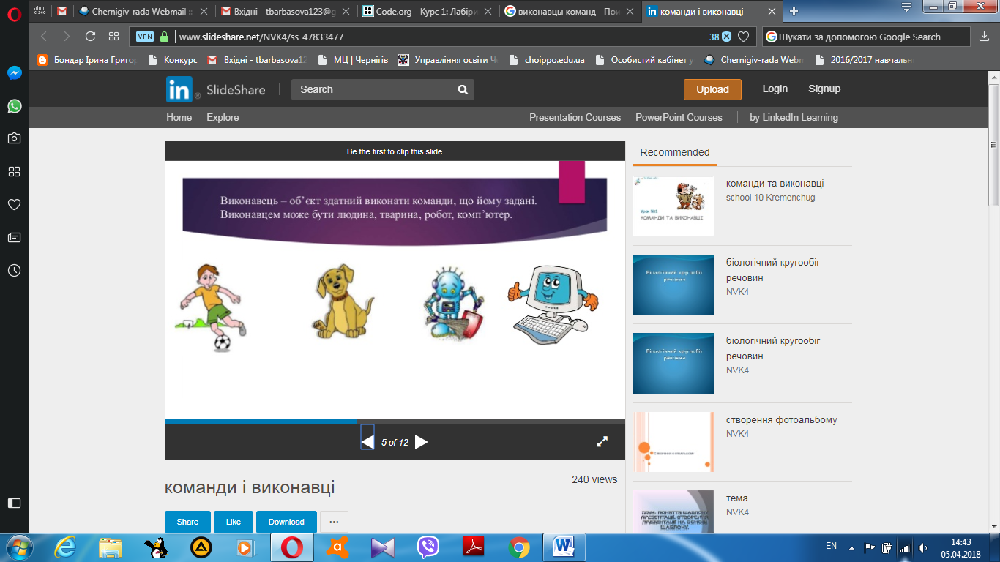 Chernigiv-rada Webmail ::
Вхідні - tbarbasova123@g
Code.org - Курс 1: Лабіри
виконавцы команд - Пои
команди і виконавці
VPN
www.slideshare.net/NVK4/ss-47833477
38
Шукати за допомогою Google Search
Бондар Ірина Григор
Конкурс
Вхідні - tbarbasova12
МЦ | Чернігів
Управління освіти Ч
choippo.edu.ua
Особистий кабінет у
Chernigiv-rada Webm
2016/2017 навчальн
in SlideShare
Search
Upload
Login
Signup
Home
Explore
Presentation Courses
PowerPoint Courses
by LinkedIn Learning
Be the first to clip this slide
Виконавець – об’єкт здатний виконати команди, що йому задані.
Виконавцем може бути людина, тварина, робот, комп’ютер.
5 of 12
команди і виконавці
240 views
Share
Like
Download
Recommended
Урок №1
КОМАНДИ ТА ВИКОНАВЦІ
команди та виконавці
school 10 Kremenchug
Біологічний кругообіг
речовин
біологічний кругообіг
речовин
NVK4
Біологічний кругообіг
речовин
біологічний кругообіг
речовин
NVK4
створення фотоальбому
NVK4
ТЕМА: ПОНЯТТЯ ШАБЛОНУ
ПРЕЗЕНТАЦІЇ. СТВОРЕННЯ
ПРЕЗЕНТАЦІЇ НА ОСНОВІ
ШАБЛОНУ.
тема
NVK4
EN
14:43
05.04.2018